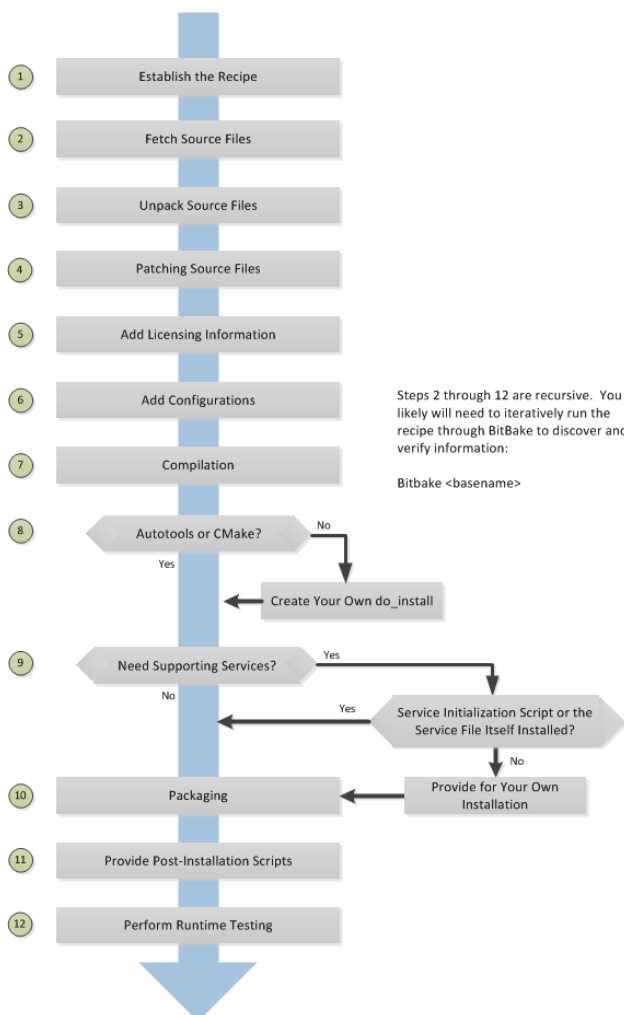 1
Establish the Recipe
2
Fetch Source Files
3
Unpack Source Files
4
Patching Source Files
5
Add Licensing Information
6
Add Configurations
Steps 2 through 12 are recursive.  You
likely will need to iteratively run the
recipe through BitBake to discover and
verify information:
Bitbake <basename>
7
Compilation
8
Autotools or CMake?
No
Yes
Create Your Own do_install
9
Need Supporting Services?
Yes
No
Yes
Service Initialization Script or the
Service File Itself Installed?
No
10
Packaging
Provide for Your Own
Installation
11
Provide Post-Installation Scripts
12
Perform Runtime Testing